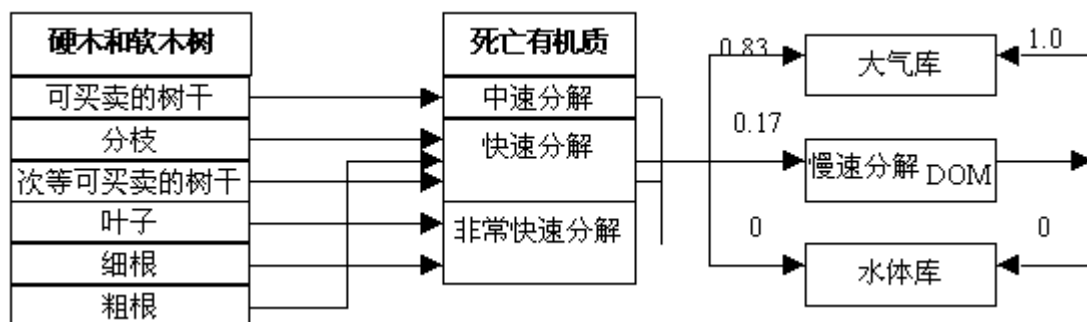 硬木和软木树
可买卖的树干
分枝
次等可买卖的树干
叶子
细根
粗根
死亡有机质
中速分解
快速分解
非常快速分解
0.83
0.17
0
大气库
慢速分解 DOM
水体库
1.0
0